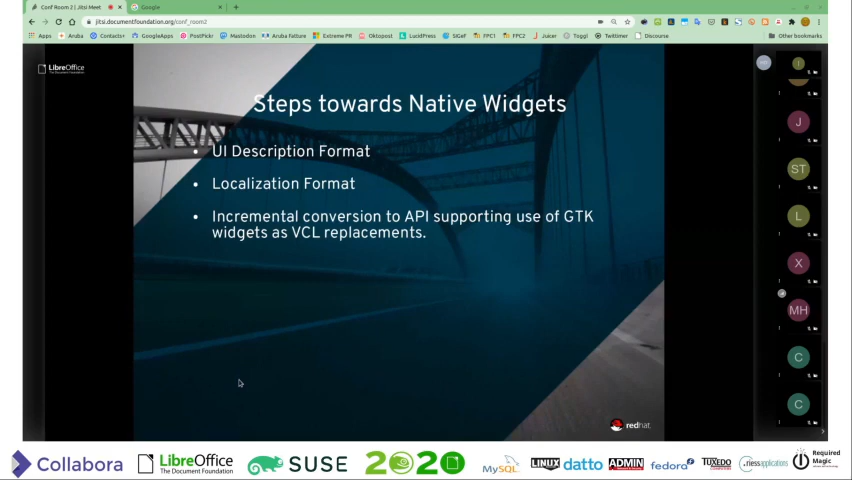 Conf Room 2 | Jitsi Meet
Google
jitsi.documentfoundation.org/conf_room2
Apps
Aruba
Contacts+
GoogleApps
PostPickr
Mastodon
Aruba Fatture
Extreme PR
Oktopost
LucidPress
SIGeF
FPC1
FPC2
Juicer
Toggl
Twittimer
Discourse
Other bookmarks
LibreOffice
The Document Foundation
Steps towards Native Widgets
• UI Description Format
• Localization Format
• Incremental conversion to API supporting use of GTK
widgets as VCL replacements.
redhat.
J
ST
L
X
MH
C
C
Collabora
LibreOffice
The Document Foundation
SUSE
2020
MySQL
LINUX
datto
ADMIN
fedora
TUXEDO
riessapplications
Required
Magic